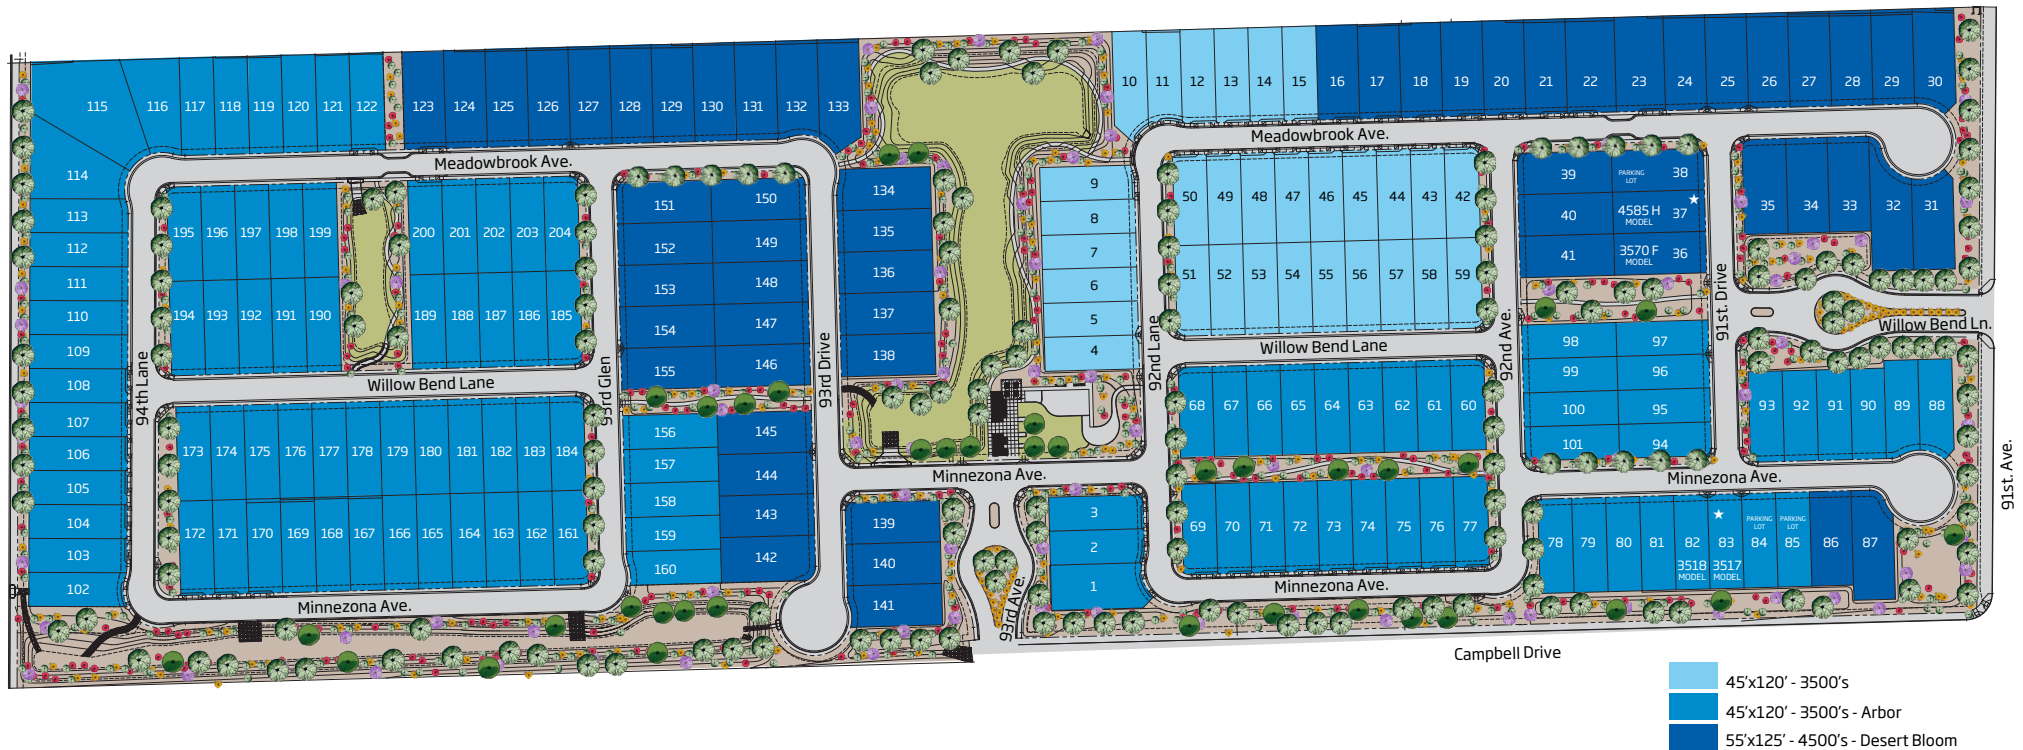 115 116 117 118 119 120 121 122 123 124 125 126 127 128 129 130 131 132 133
10 11 12 13 14 15 16 17 18 19 20 21 22 23 24 25 26 27 28 29 30
Meadowbrook Ave.
Meadowbrook Ave.
114
113
112
111
110
109
108
107
106
105
104
103
102
94th Lane
195 196 197 198 199
194 193 192 191 190
200 201 202 203 204
189 188 187 186 185
Willow Bend Lane
173 174 175 176 177 178 179 180 181 182 183 184
172 171 170 169 168 167 166 165 164 163 162 161
Minnezona Ave.
93rd Glen
151 150
152 149
153 148
154 147
155 146
156 145
157
158 144
159 143
160 142
93rd Drive
134
135
136
137
138
139
140
141
Minnezona Ave.
93rd Ave.
9
8
7
6
5
4
3
2
1
92nd Lane
50 49 48 47 46 45 44 43 42
51 52 53 54 55 56 57 58 59
Willow Bend Lane
68 67 66 65 64 63 62 61 60
69 70 71 72 73 74 75 76 77
Minnezona Ave.
92nd Ave.
39 PARKING LOT 38
40 4585 H MODEL 37
41 3570 F MODEL 36
98 97
99 96
100 95
101 94
91st. Drive
35 34 33 32 31
Willow Bend Ln.
93 92 91 90 89 88
Minnezona Ave.
78 79 80 81 82 83 84 85 86 87
PARKING LOT
PARKING LOT
3518 MODEL
3517 MODEL
91st. Ave.
Campbell Drive
45'x120' - 3500's
45'x120' - 3500's - Arbor
55'x125' - 4500's - Desert Bloom